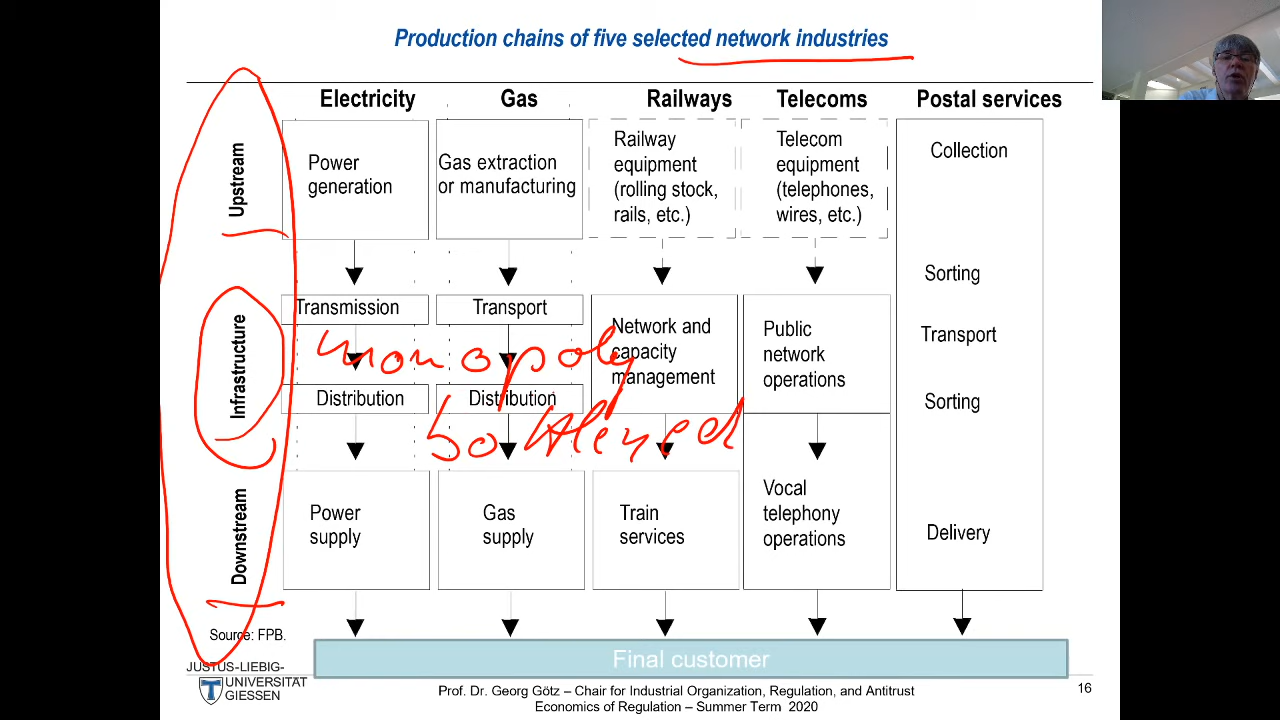 Production chains of five selected network industries
Electricity Gas Railways Telecoms Postal services
Upstream
Power
generation
Gas extraction
or manufacturing
Railway
equipment
(rolling stock,
rails, etc.)
Telecom
equipment
(telephones,
wires, etc.)
Collection
Sorting
Infrastructure
Transmission
Transport
Network and
capacity
management
Public
network
operations
Transport
monopoly
Distribution
Distribution
Sorting
Downstream
Power
supply
Gas
supply
Train
services
Vocal
telephony
operations
Delivery
Source: FPB.
Final customer
JUSTUS-LIEBIG-
UNIVERSITAT
GIESSEN
Prof. Dr. Georg Götz – Chair for Industrial Organization, Regulation, and Antitrust
Economics of Regulation – Summer Term 2020
16